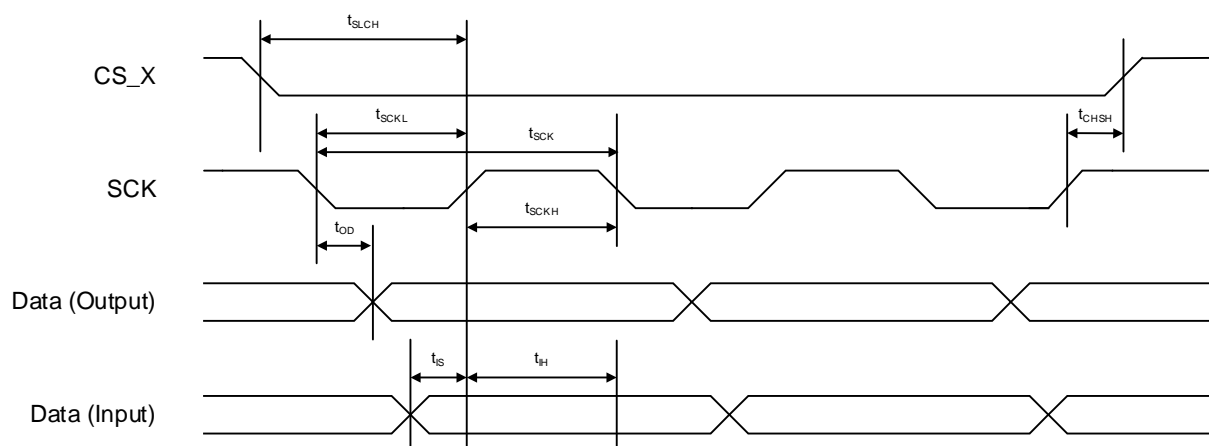 tSLCH
CS_X
tSCKL
tSCK
tCHSH
SCK
tSCKH
tOD
Data (Output)
tIS
tIH
Data (Input)